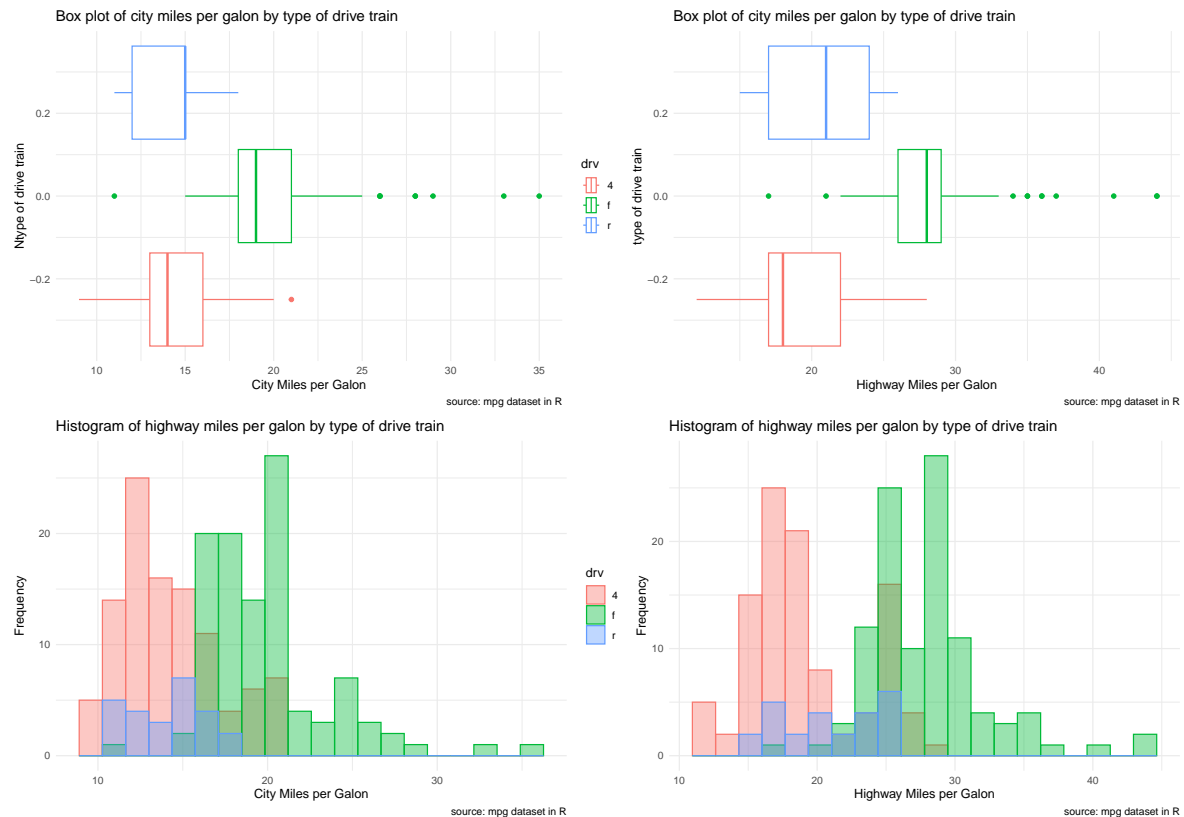 Box plot of city miles per galon by type of drive train
Ntype of drive train
0.2
0.0
−0.2
10 15 20 25 30 35
City Miles per Galon
source: mpg dataset in R
drv
4
f
r
Box plot of city miles per galon by type of drive train
type of drive train
0.2
0.0
−0.2
20 30 40
Highway Miles per Galon
source: mpg dataset in R
Histogram of highway miles per galon by type of drive train
Frequency
20
10
0
10 20 30
City Miles per Galon
source: mpg dataset in R
drv
4
f
r
Histogram of highway miles per galon by type of drive train
Frequency
20
10
0
10 20 30 40
Highway Miles per Galon
source: mpg dataset in R